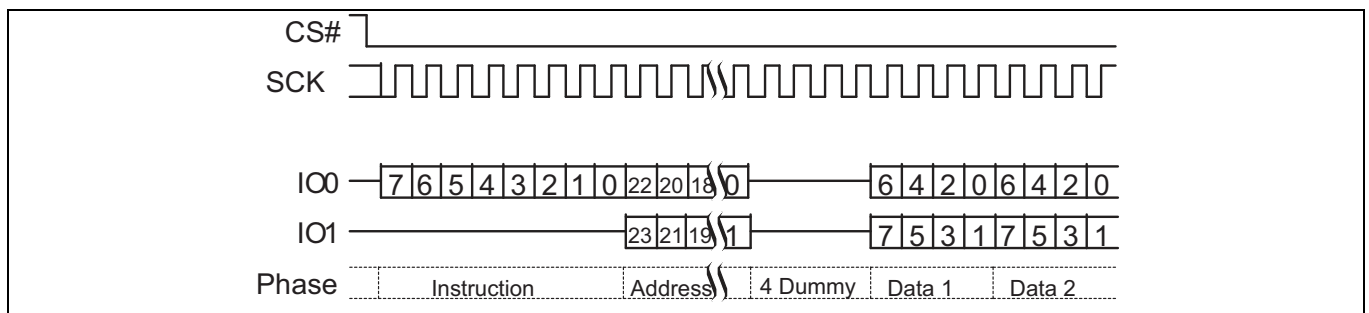 CS#
SCK
IO0 7 6 5 4 3 2 1 0 22 20 18 0 6 4 2 0 6 4 2 0
IO1 23 21 19 1 7 5 3 1 7 5 3 1
Phase Instruction Address 4 Dummy Data 1 Data 2